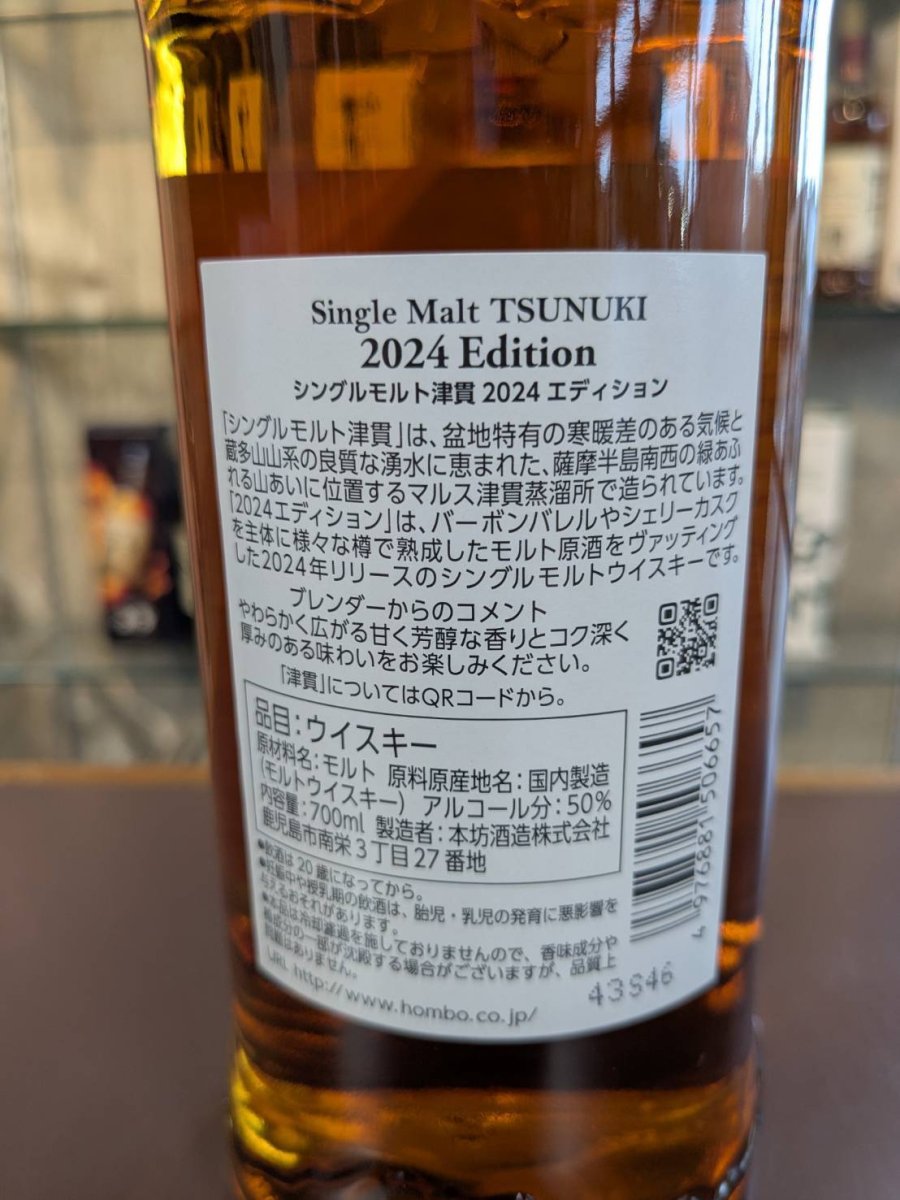 Single Malt TSUNUKI
2024 Edition
シングルモルト津貫 2024 エディション
「シングルモルト津貫」は、盆地特有の寒暖差のある気候と
蔵多山山系の良質な湧水に恵まれた、薩摩半島南西の緑あふ
れる山あいに位置するマルス津貫蒸溜所で造られています。
「2024エディション」は、バーボンバレルやシェリーカスク
を主体に様々な樽で熟成したモルト原酒をヴァッティング
した2024年リリースのシングルモルトウイスキーです。
ブレンダーからのコメント
やわらかく広がる甘く芳醇な香りとコク深く
厚みのある味わいをお楽しみください。
「津貫」についてはQRコードから。
品目：ウイスキー
原材料名：モルト 原料原産地名：国内製造
（モルトウイスキー） アルコール分：50%
内容量：700ml 製造者：本坊酒造株式会社
鹿児島市南栄3丁目27番地
●飲酒は20歳になってから。
●妊娠中や授乳期の飲酒は、胎児・乳児の発育に悪影響を
与えるおそれがあります。
●本品は冷却濾過を施しておりませんので、香味成分や
穀成分の一部が沈殿する場合がございますが、品質上
問題はありません。
URL http://www.hombo.co.jp/
4 976881 506657
43S46